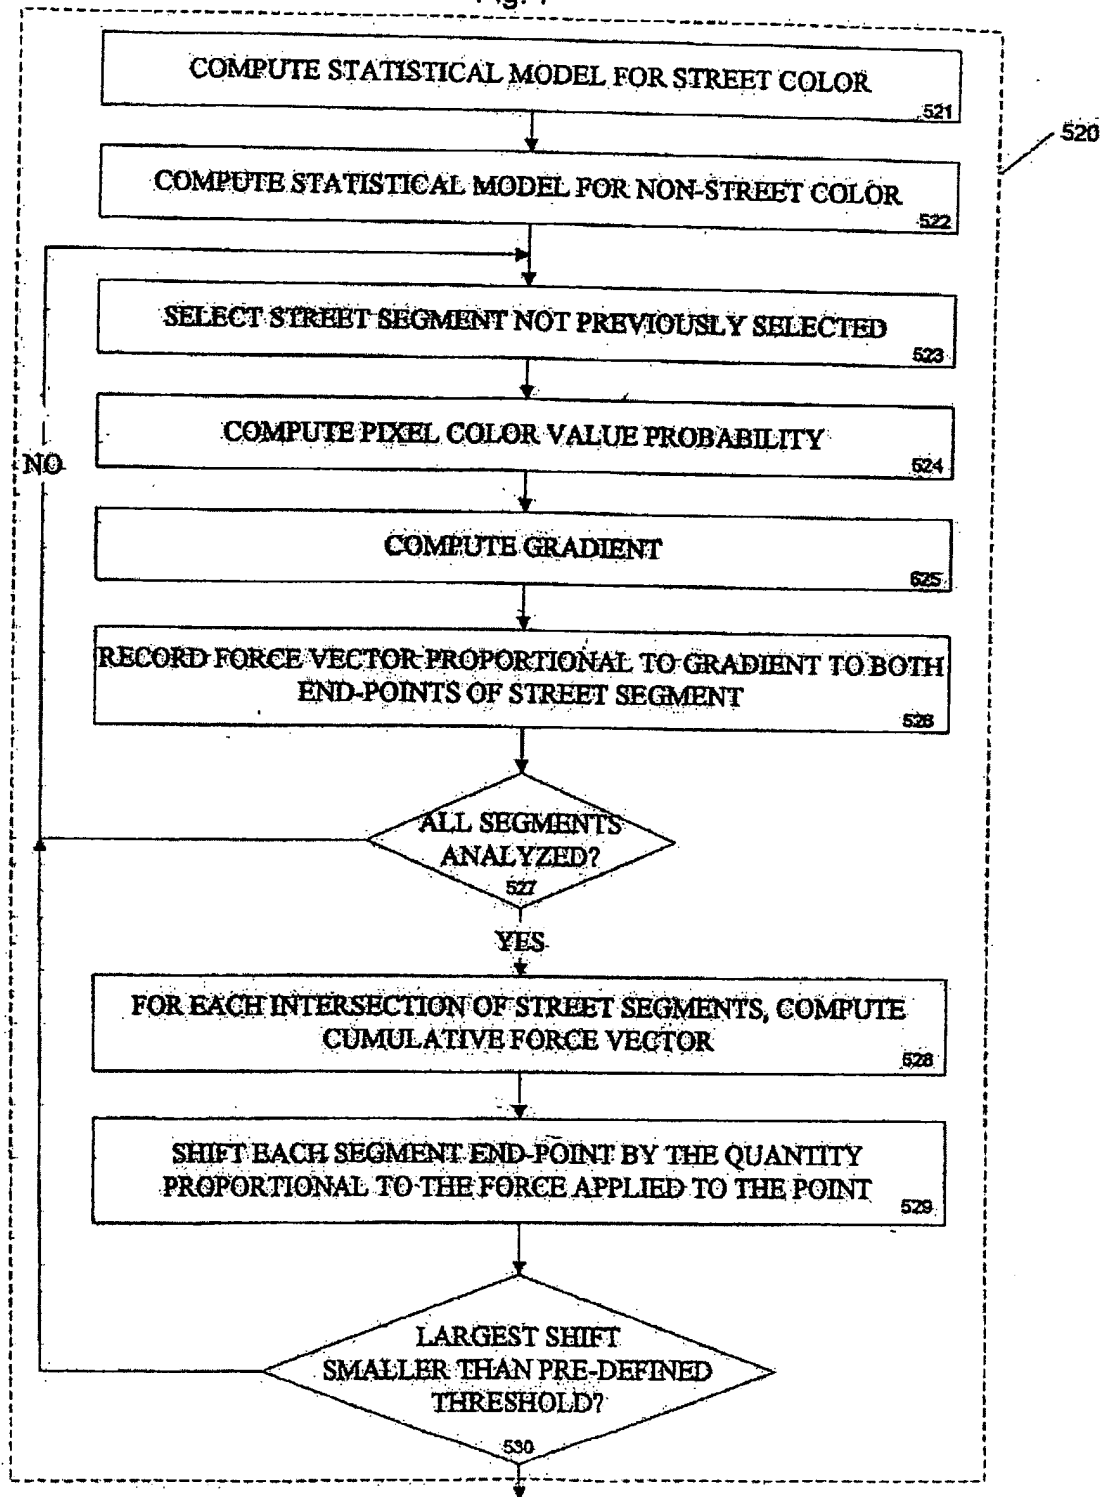 COMPUTE STATISTICAL MODEL FOR STREET COLOR
521
520
COMPUTE STATISTICAL MODEL FOR NON-STREET COLOR
522
SELECT STREET SEGMENT NOT PREVIOUSLY SELECTED
523
COMPUTE PIXEL COLOR VALUE PROBABILITY
524
NO
COMPUTE GRADIENT
525
RECORD FORCE VECTOR PROPORTIONAL TO GRADIENT TO BOTH
END-POINTS OF STREET SEGMENT
526
ALL SEGMENTS
ANALYZED?
527
YES
FOR EACH INTERSECTION OF STREET SEGMENTS, COMPUTE
CUMULATIVE FORCE VECTOR
528
SHIFT EACH SEGMENT END-POINT BY THE QUANTITY
PROPORTIONAL TO THE FORCE APPLIED TO THE POINT
529
LARGEST SHIFT
SMALLER THAN PRE-DEFINED
THRESHOLD?
530